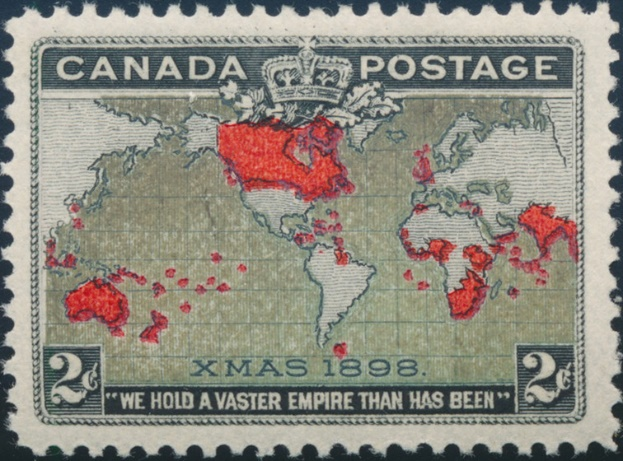 CANADA POSTAGE
XMAS 1898.
2¢ 2¢
"WE HOLD A VASTER EMPIRE THAN HAS BEEN"